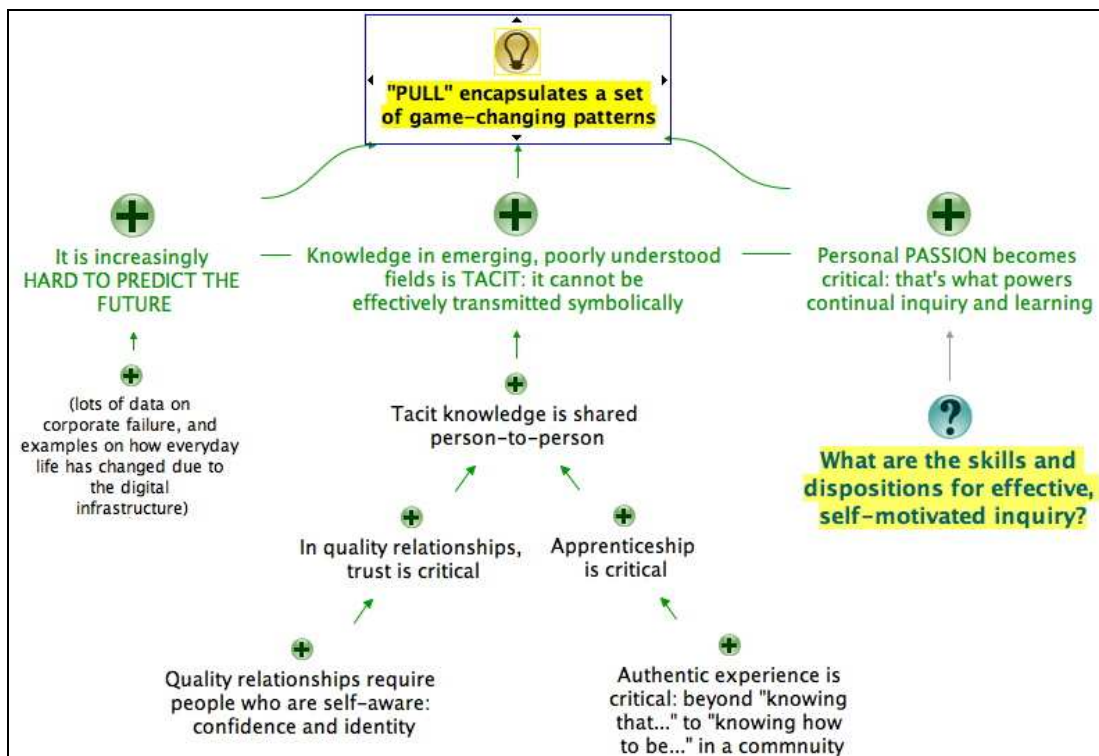 "PULL" encapsulates a set
of game-changing patterns
It is increasingly
HARD TO PREDICT THE
FUTURE
Knowledge in emerging, poorly understood
fields is TACIT: it cannot be
effectively transmitted symbolically
Personal PASSION becomes
critical: that's what powers
continual inquiry and learning
(lots of data on
corporate failure, and
examples on how everyday
life has changed due to
the digital
infrastructure)
Tacit knowledge is shared
person-to-person
What are the skills and
dispositions for effective,
self-motivated inquiry?
In quality relationships,
trust is critical
Apprenticeship
is critical
Quality relationships require
people who are self-aware:
confidence and identity
Authentic experience is
critical: beyond "knowing
that..." to "knowing how
to be..." in a commnuity